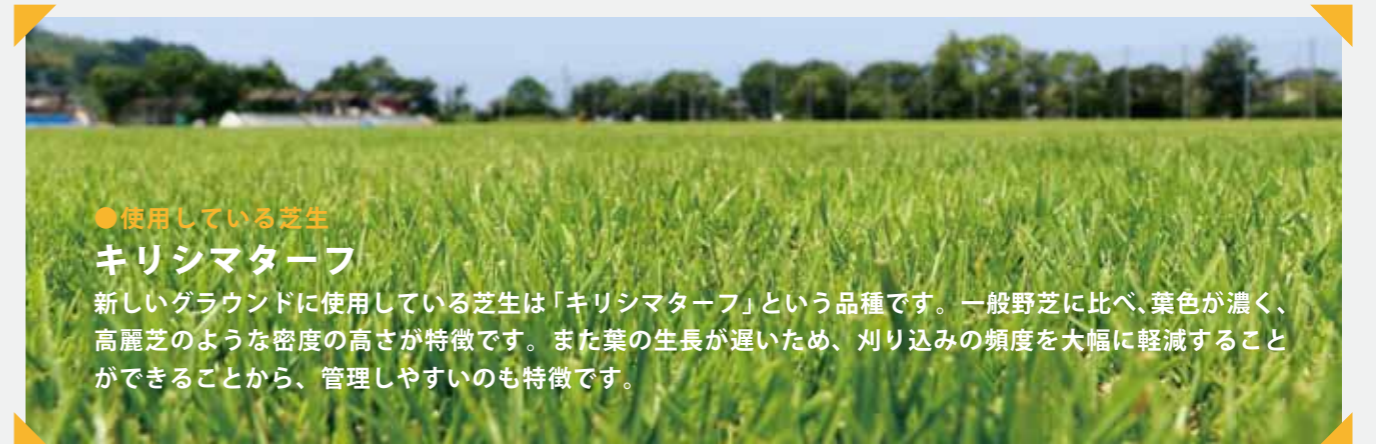 ●使用している芝生
キリシマターフ
新しいグラウンドに使用している芝生は「キリシマターフ」という品種です。一般野芝に比べ、葉色が濃く、
高麗芝のような密度の高さが特徴です。また葉の生長が遅いため、刈り込みの頻度を大幅に軽減すること
ができることから、管理しやすいのも特徴です。